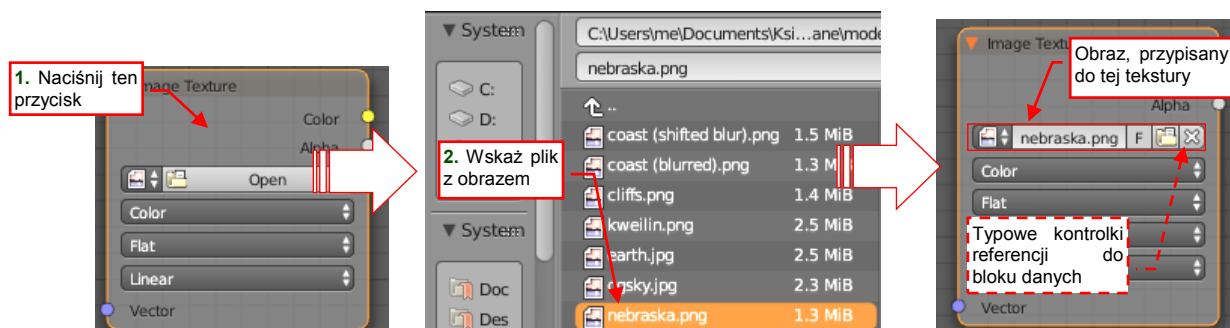 1. Naciśnij ten
przycisk
Image Texture
Color
Alpha
Open
Color
Flat
Linear
Vector
System
C:
D:
System
Doc
Des
C:\Users\me\Documents\Ksi...ane\mode
nebraska.png
..
coast (shifted blur).png 1.5 MiB
coast (blurred).png 1.3 MiB
cliffs.png 1.4 MiB
kweilin.png 2.5 MiB
earth.jpg 2.5 MiB
sky.jpg 2.3 MiB
nebraska.png 1.3 MiB
2. Wskaż plik
z obrazem
Image
Obraz, przypisany
do tej tekstury
Alpha
nebraska.png F
Color
Flat
Typowe kontrolki
referencji do
bloku danych
Vector